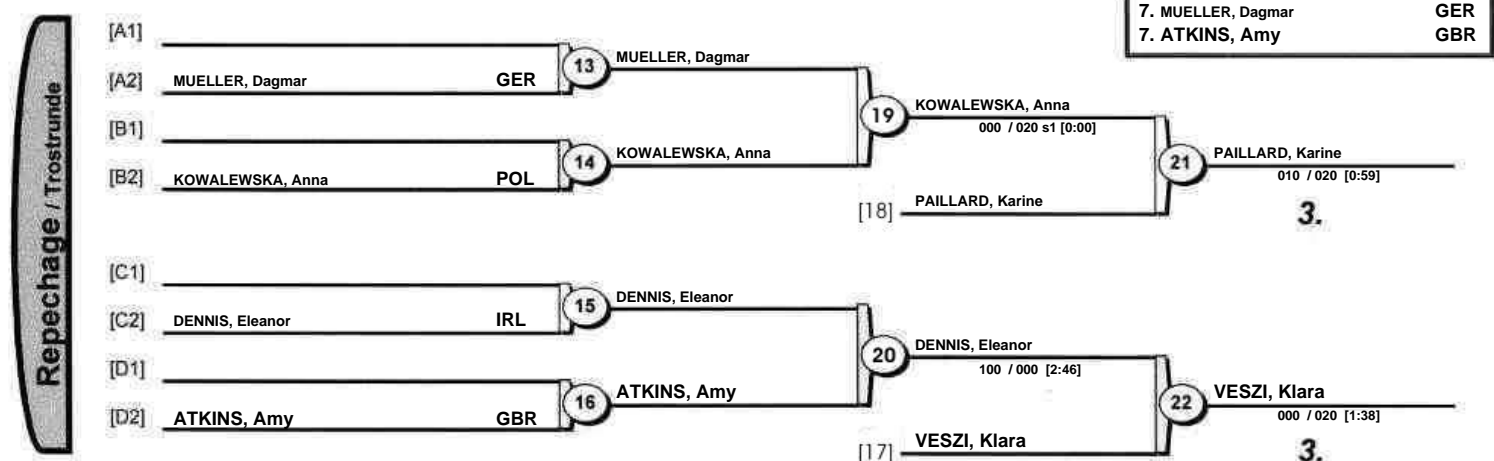 7. MUELLER, Dagmar GER
7. ATKINS, Amy GBR
Repechage / Trostrunde
[A1]
[A2] MUELLER, Dagmar GER
13 MUELLER, Dagmar
[B1]
[B2] KOWALEWSKA, Anna POL
14 KOWALEWSKA, Anna
19 KOWALEWSKA, Anna
000 / 020 s1 [0:00]
[18] PAILLARD, Karine
21 PAILLARD, Karine
010 / 020 [0:59]
3.
[C1]
[C2] DENNIS, Eleanor IRL
15 DENNIS, Eleanor
[D1]
[D2] ATKINS, Amy GBR
16 ATKINS, Amy
20 DENNIS, Eleanor
100 / 000 [2:46]
[17] VESZI, Klara
22 VESZI, Klara
000 / 020 [1:38]
3.